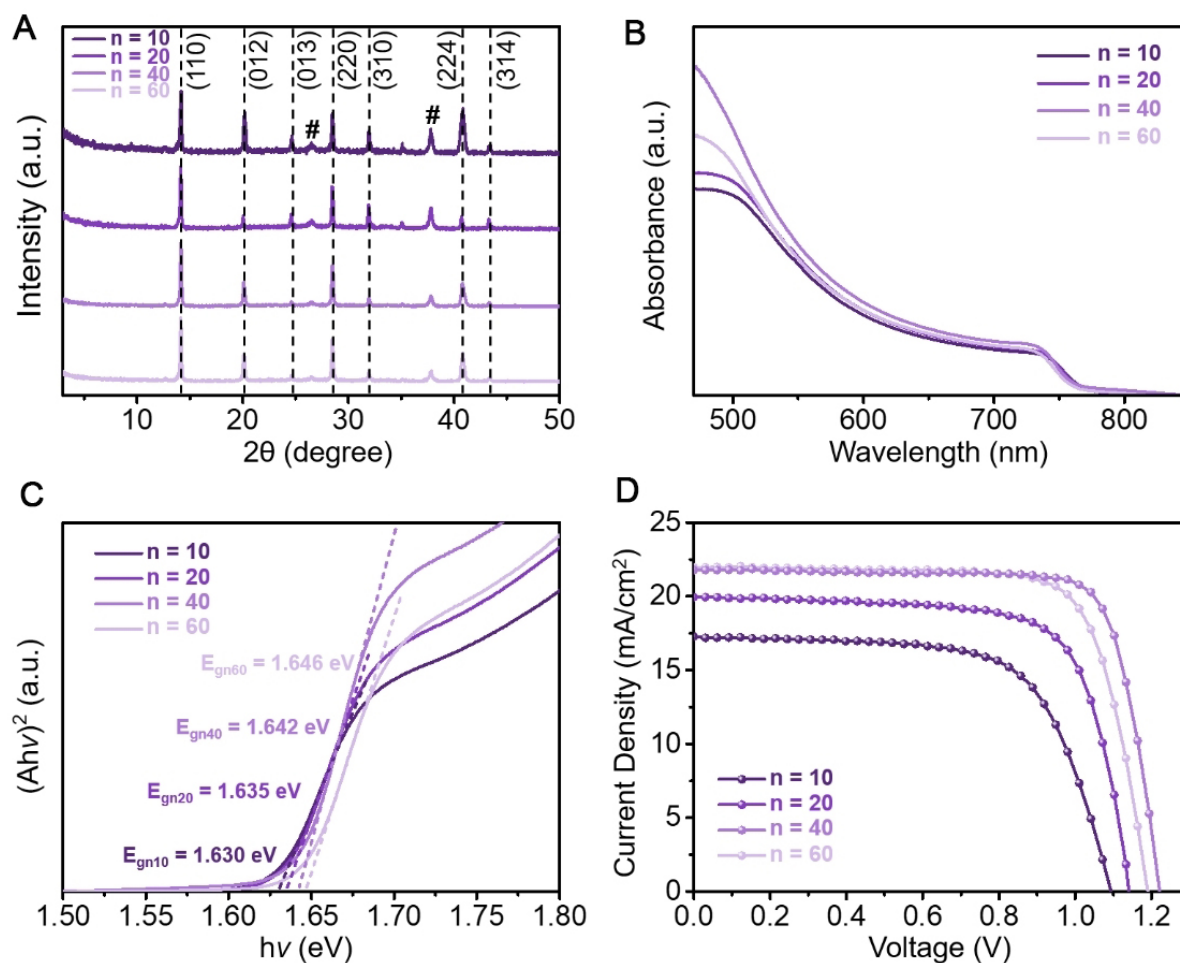 A
n = 10
n = 20
n = 40
n = 60
(110)
(012)
(013)
(220)
(310)
(224)
(314)
#
#
Intensity (a.u.)
10 20 30 40 50
2θ (degree)
B
n = 10
n = 20
n = 40
n = 60
Absorbance (a.u.)
500 600 700 800
Wavelength (nm)
C
n = 10
n = 20
n = 40
n = 60
E_gn60 = 1.646 eV
E_gn40 = 1.642 eV
E_gn20 = 1.635 eV
E_gn10 = 1.630 eV
(Ahν)²  (a.u.)
1.50 1.55 1.60 1.65 1.70 1.75 1.80
hν (eV)
D
25
20
15
10
5
0
Current Density (mA/cm²)
n = 10
n = 20
n = 40
n = 60
0.0 0.2 0.4 0.6 0.8 1.0 1.2
Voltage (V)